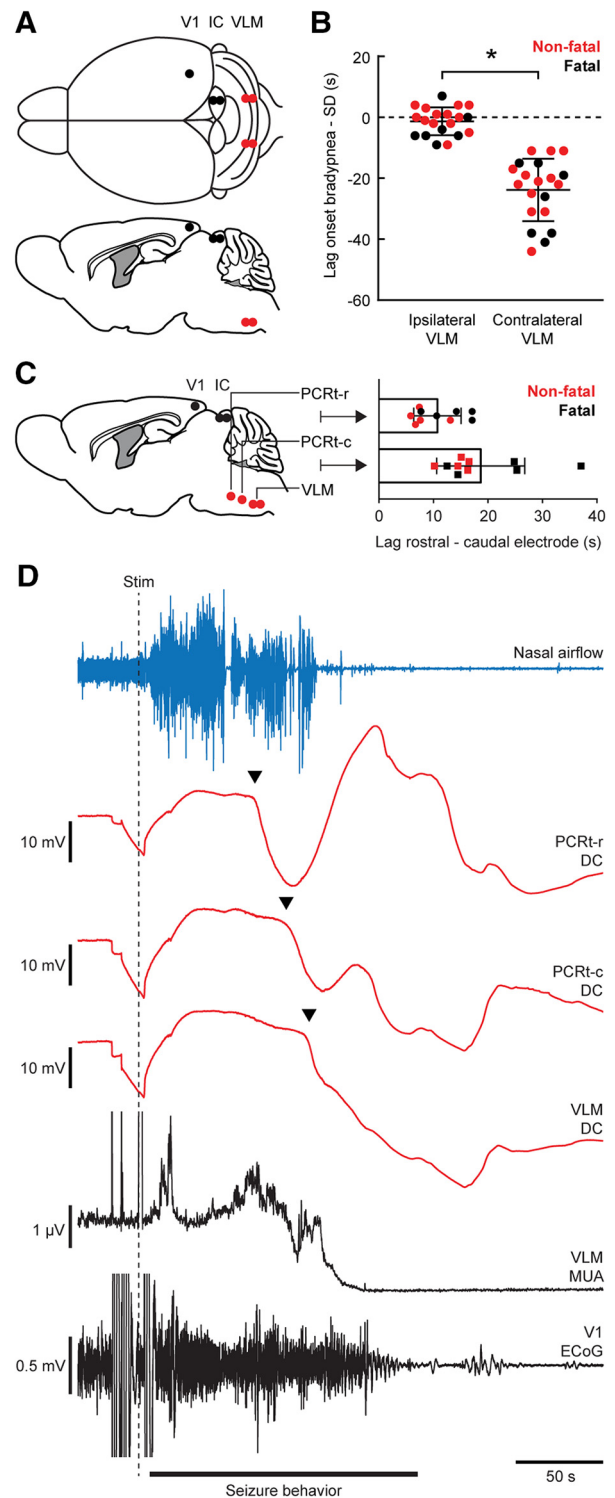 A
V1 IC VLM
B
Non-fatal
Fatal
*
Lag onset bradypnea - SD (s)
20
0
-20
-40
-60
Ipsilateral
VLM
Contralateral
VLM
C
V1 IC
PCRt-r
PCRt-c
VLM
Non-fatal
Fatal
0 10 20 30 40
Lag rostral - caudal electrode (s)
D
Stim
Nasal airflow
10 mV
PCRt-r
DC
10 mV
PCRt-c
DC
10 mV
VLM
DC
1 µV
VLM
MUA
0.5 mV
V1
ECoG
Seizure behavior
50 s